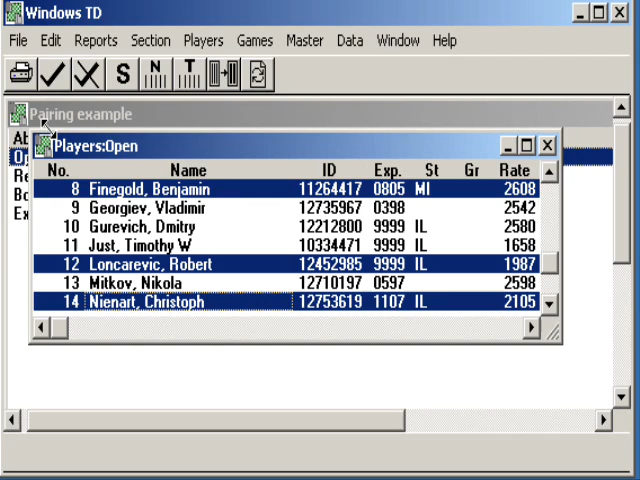 Windows TD
File Edit Reports Section Players Games Master Data Window Help
S N T
Pairing example
Players:Open
No. Name ID Exp. St Gr Rate
8 Finegold, Benjamin 11264417 0805 MI 2608
9 Georgiev, Vladimir 12735967 0398 2542
10 Gurevich, Dmitry 12212800 9999 IL 2580
11 Just, Timothy W 10334471 9999 IL 1658
12 Loncarevic, Robert 12452985 9999 IL 1987
13 Mitkov, Nikola 12710197 0597 2598
14 Nienart, Christoph 12753619 1107 IL 2105